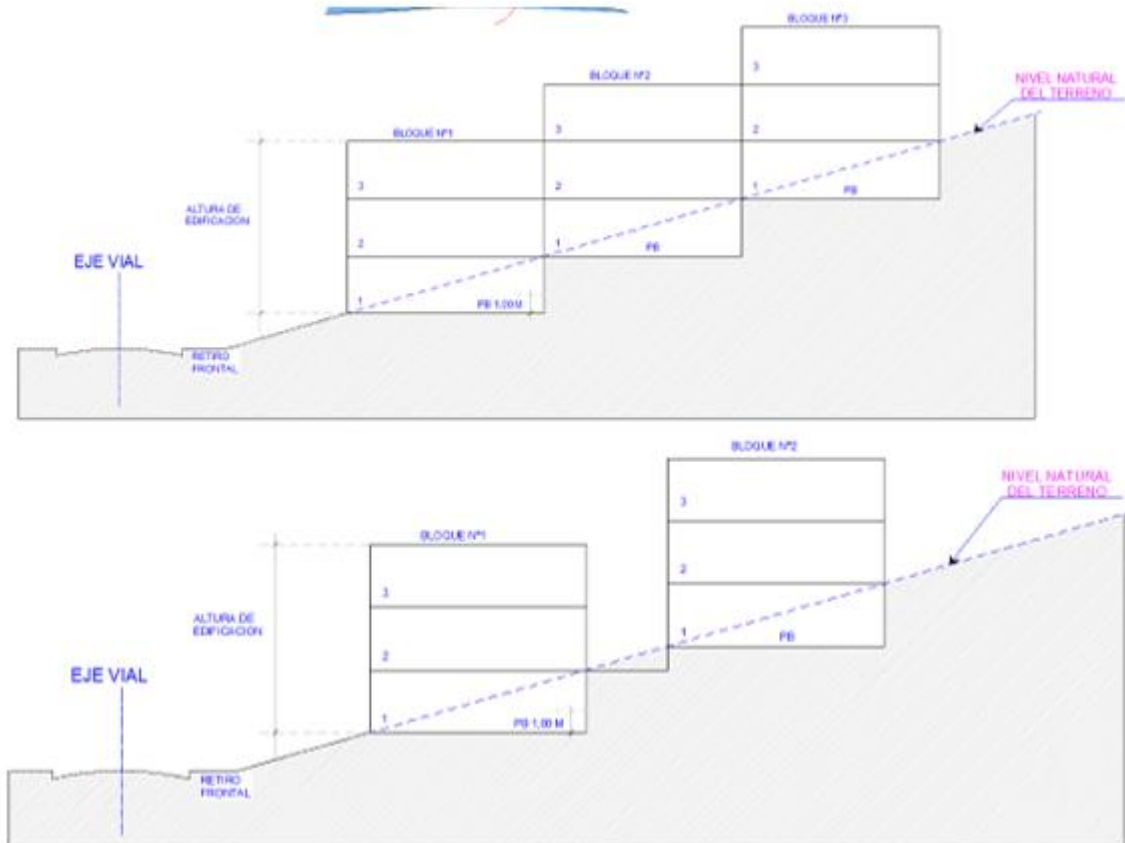 BLOQUE Nº3
3
BLOQUE Nº2
NIVEL NATURAL
DEL TERRENO
BLOQUE Nº1
3
2
3
2
1
PB
ALTURA DE
EDIFICACION
2
1
PB
EJE VIAL
1
PB 1,00 M
RETIRO
FRONTAL
BLOQUE Nº2
NIVEL NATURAL
DEL TERRENO
3
BLOQUE Nº1
3
2
ALTURA DE
EDIFICACION
2
1
PB
EJE VIAL
1
PB 1,00 M
RETIRO
FRONTAL